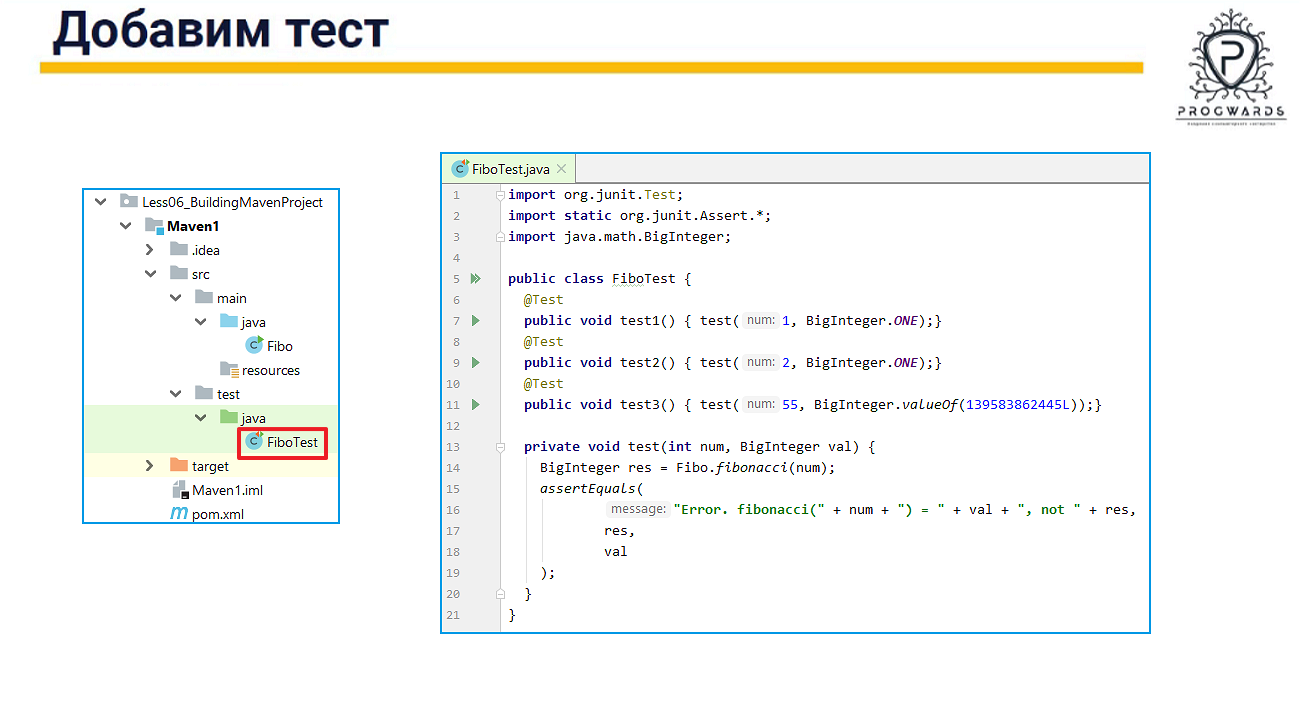 Добавим тест
P
PROGWARDS
Less06_BuildingMavenProject
Maven1
.idea
src
main
java
C Fibo
resources
test
java
C FiboTest
target
Maven1.iml
m pom.xml
C FiboTest.java ×
1 import org.junit.Test;
2 import static org.junit.Assert.*;
3 import java.math.BigInteger;
4
5 public class FiboTest {
6 @Test
7 public void test1() { test( num: 1, BigInteger.ONE);}
8 @Test
9 public void test2() { test( num: 2, BigInteger.ONE);}
10 @Test
11 public void test3() { test( num: 55, BigInteger.valueOf(139583862445L));}
12
13 private void test(int num, BigInteger val) {
14 BigInteger res = Fibo.fibonacci(num);
15 assertEquals(
16 message: "Error. fibonacci(" + num + ") = " + val + ", not " + res,
17 res,
18 val
19 );
20 }
21 }